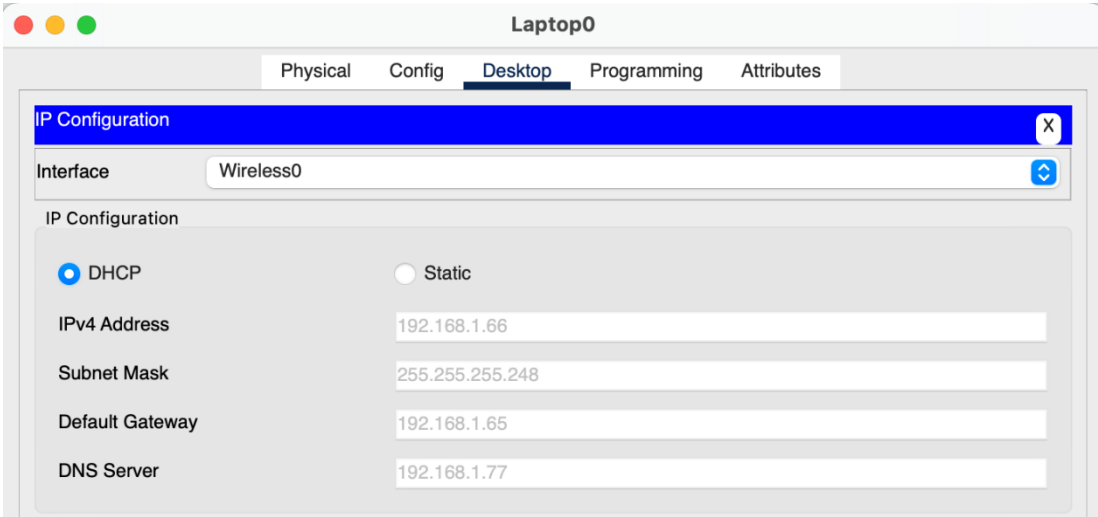 Laptop0
Physical Config Desktop Programming Attributes
IP Configuration X
Interface Wireless0
IP Configuration
DHCP Static
IPv4 Address 192.168.1.66
Subnet Mask 255.255.255.248
Default Gateway 192.168.1.65
DNS Server 192.168.1.77